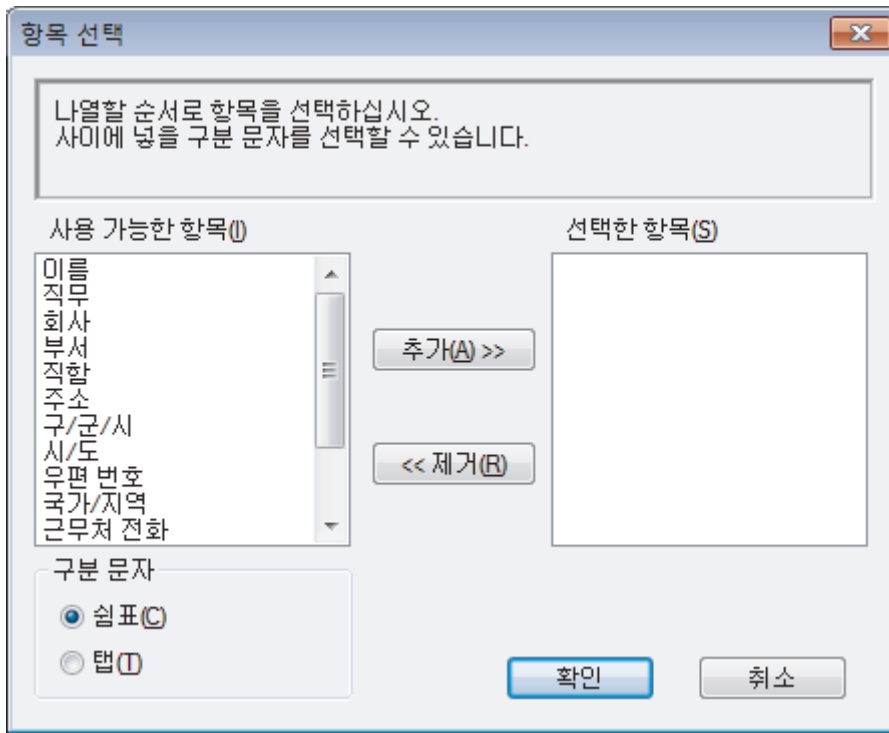 항목 선택
나열할 순서로 항목을 선택하십시오.
사이에 넣을 구분 문자를 선택할 수 있습니다.
사용 가능한 항목(I)
선택한 항목(S)
이름
직무
회사
부서
직함
주소
구/군/시
시/도
우편 번호
국가/지역
근무처 전화
추가(A) >>
<< 제거(R)
구분 문자
쉼표(C)
탭(T)
확인
취소